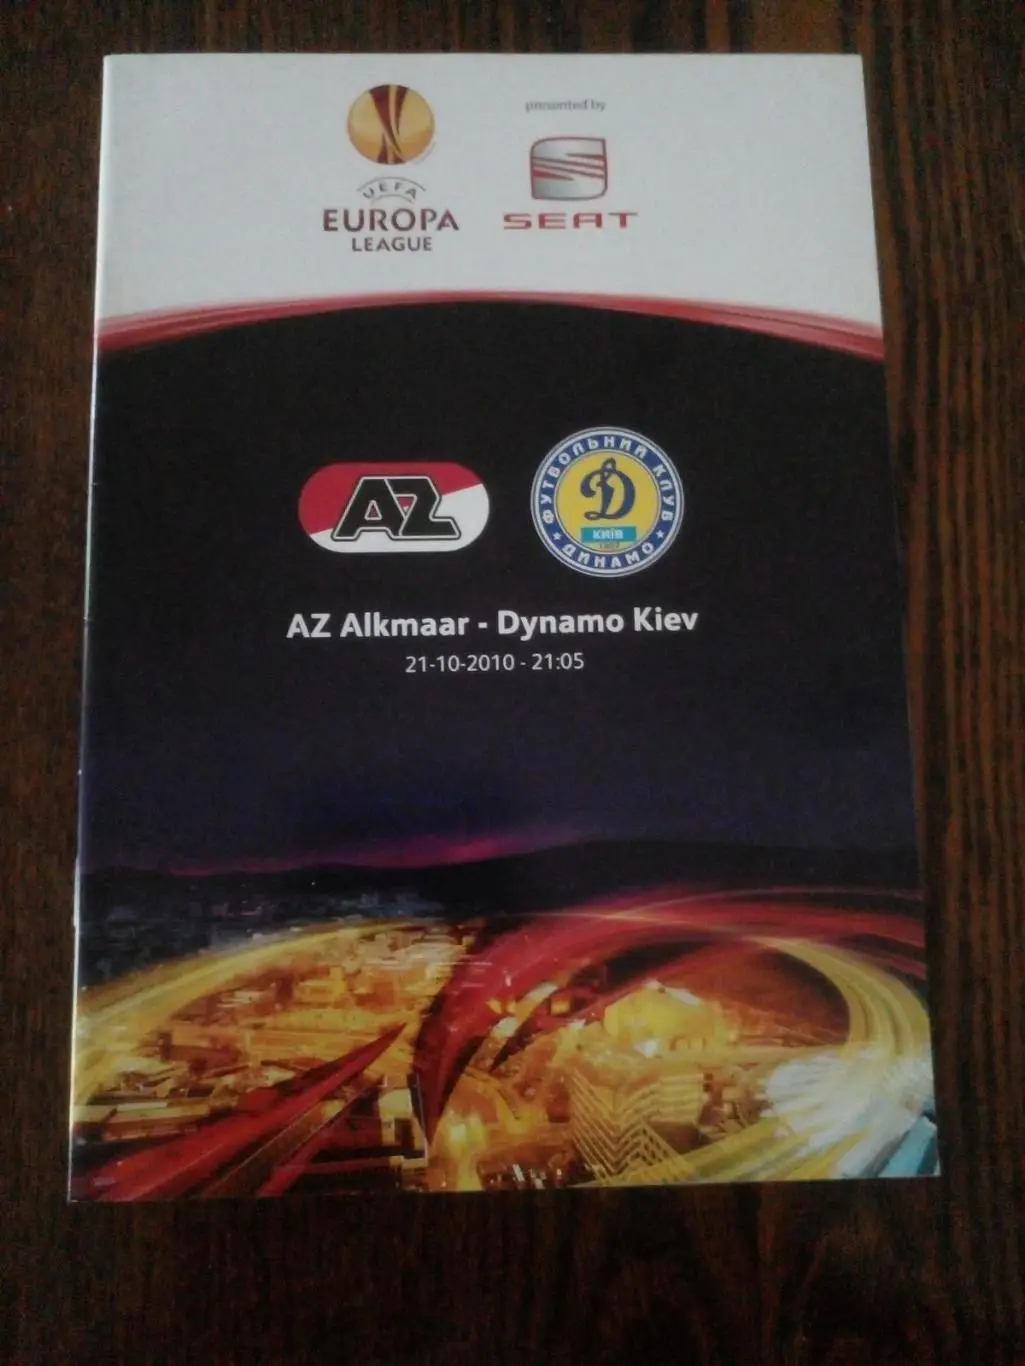 presented by
UEFA
EUROPA
LEAGUE
SEAT
AZ
ФУТБОЛЬНИЙ КЛУБ
Д
КИЇВ
ДИНАМО
AZ Alkmaar - Dynamo Kiev
21-10-2010 - 21:05